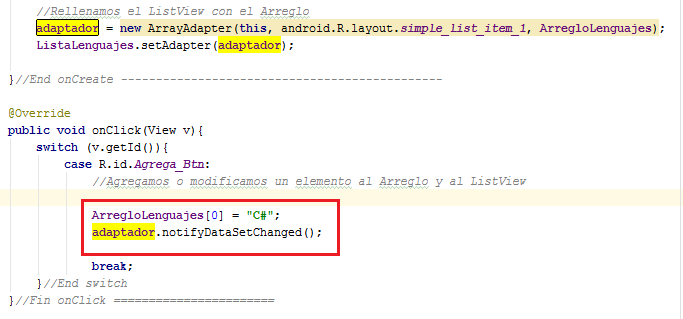 //Rellenamos el ListView con el Arreglo
adaptador = new ArrayAdapter(this, android.R.layout.simple_list_item_1, ArregloLenguajes);
ListaLenguajes.setAdapter(adaptador);
}//End onCreate ------------------------------------------------
@Override
public void onClick(View v){
switch (v.getId()){
case R.id.Agrega_Btn:
//Agregamos o modificamos un elemento al Arreglo y al ListView
ArregloLenguajes[0] = "C#";
adaptador.notifyDataSetChanged();
break;
}//End switch
}//Fin onClick ========================